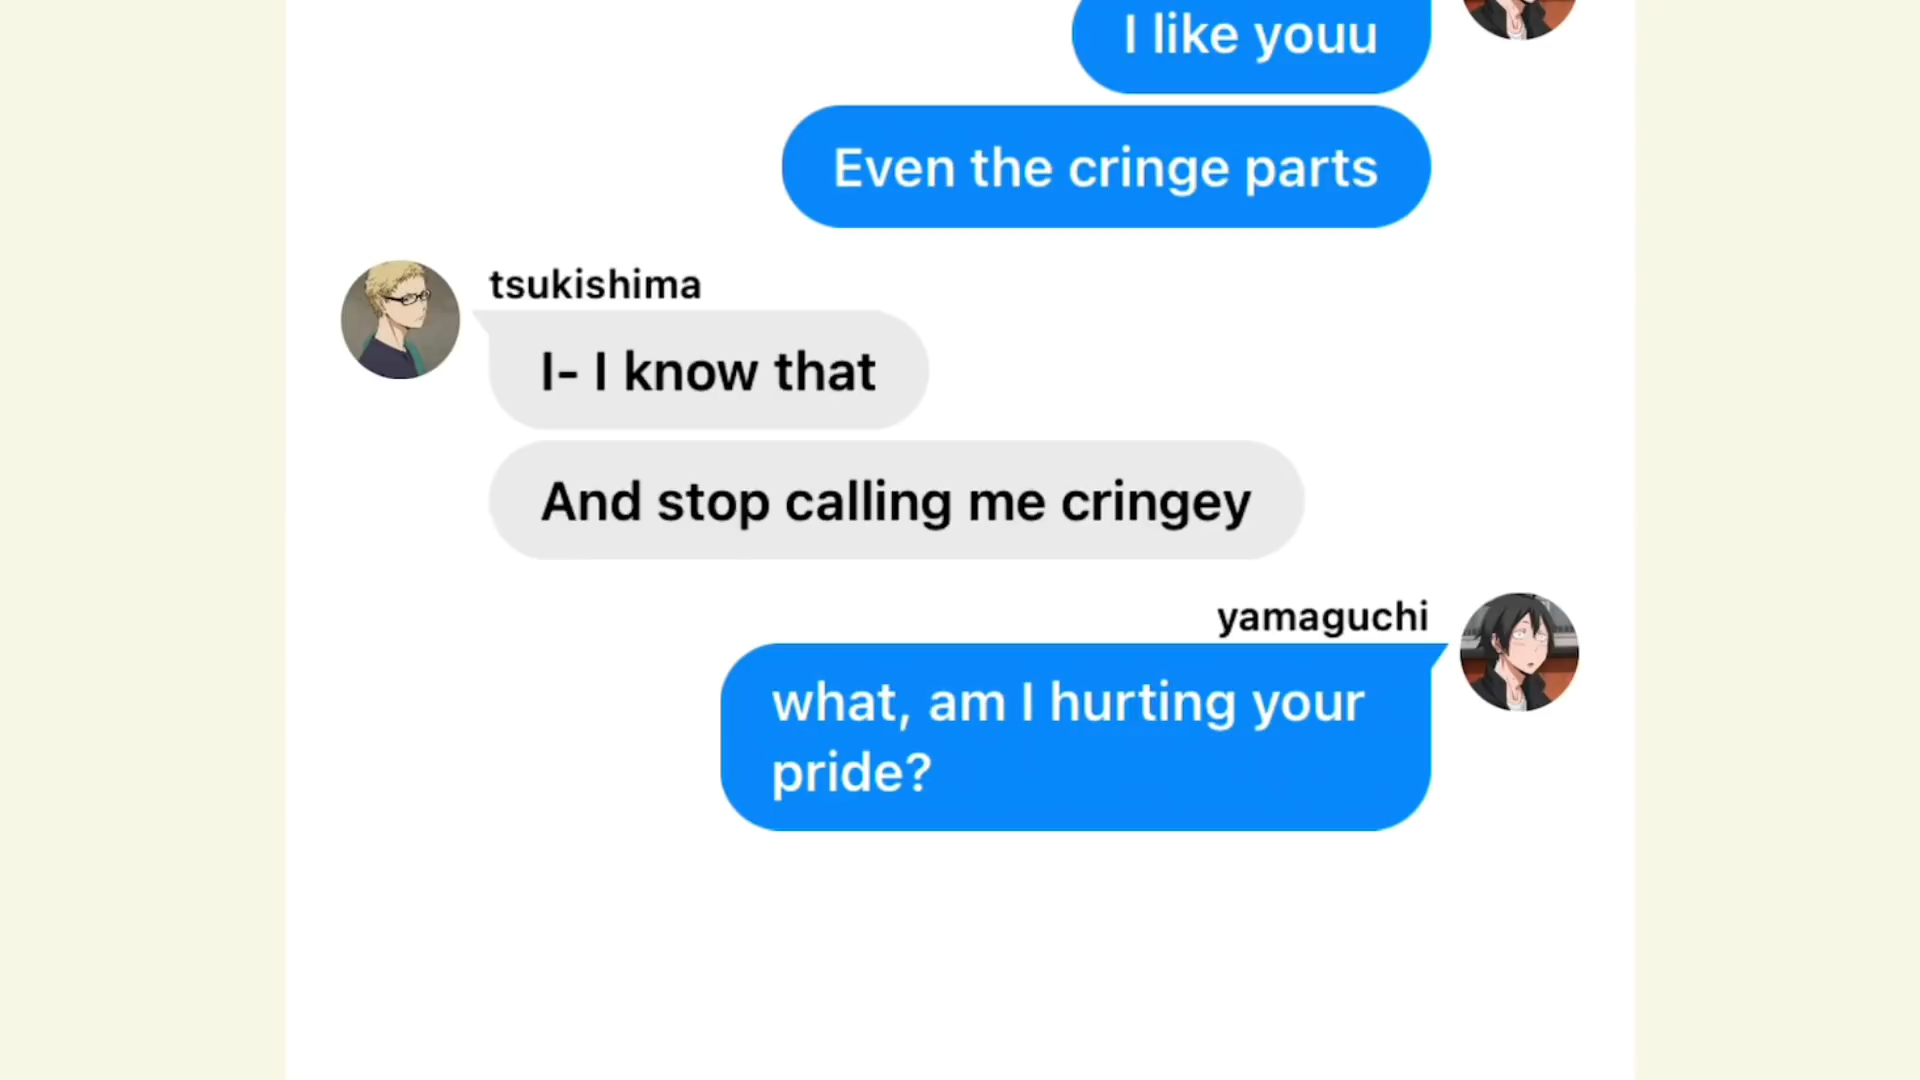 I like youu
Even the cringe parts
tsukishima
I- I know that
And stop calling me cringey
yamaguchi
what, am I hurting your
pride?